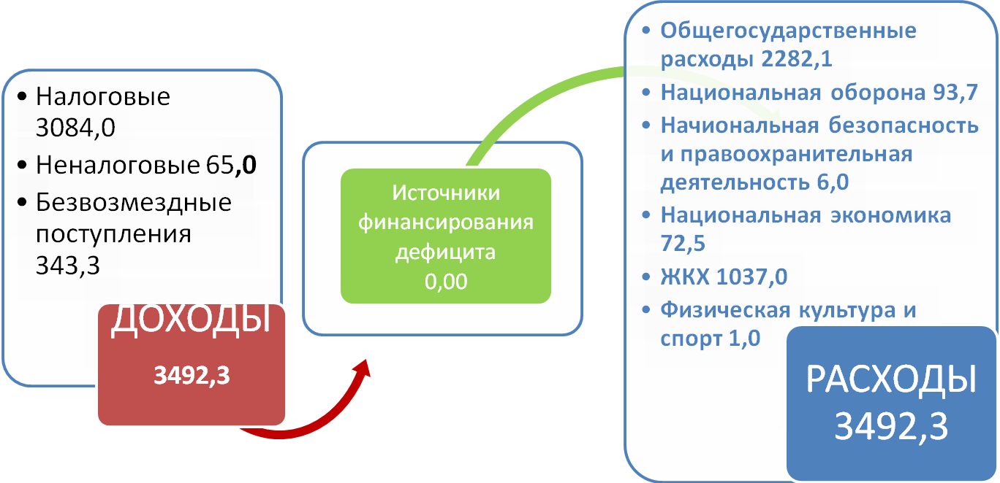 • Налоговые
3084,0
• Неналоговые 65,0
• Безвозмездные
поступления
343,3
ДОХОДЫ
3492,3
Источники
финансирования
дефицита
0,00
• Общегосударственные
расходы 2282,1
• Национальная оборона 93,7
• Начиональная безопасность
и правоохранительная
деятельность 6,0
• Национальная экономика
72,5
• ЖКХ 1037,0
• Физическая культура и
спорт 1,0
РАСХОДЫ
3492,3